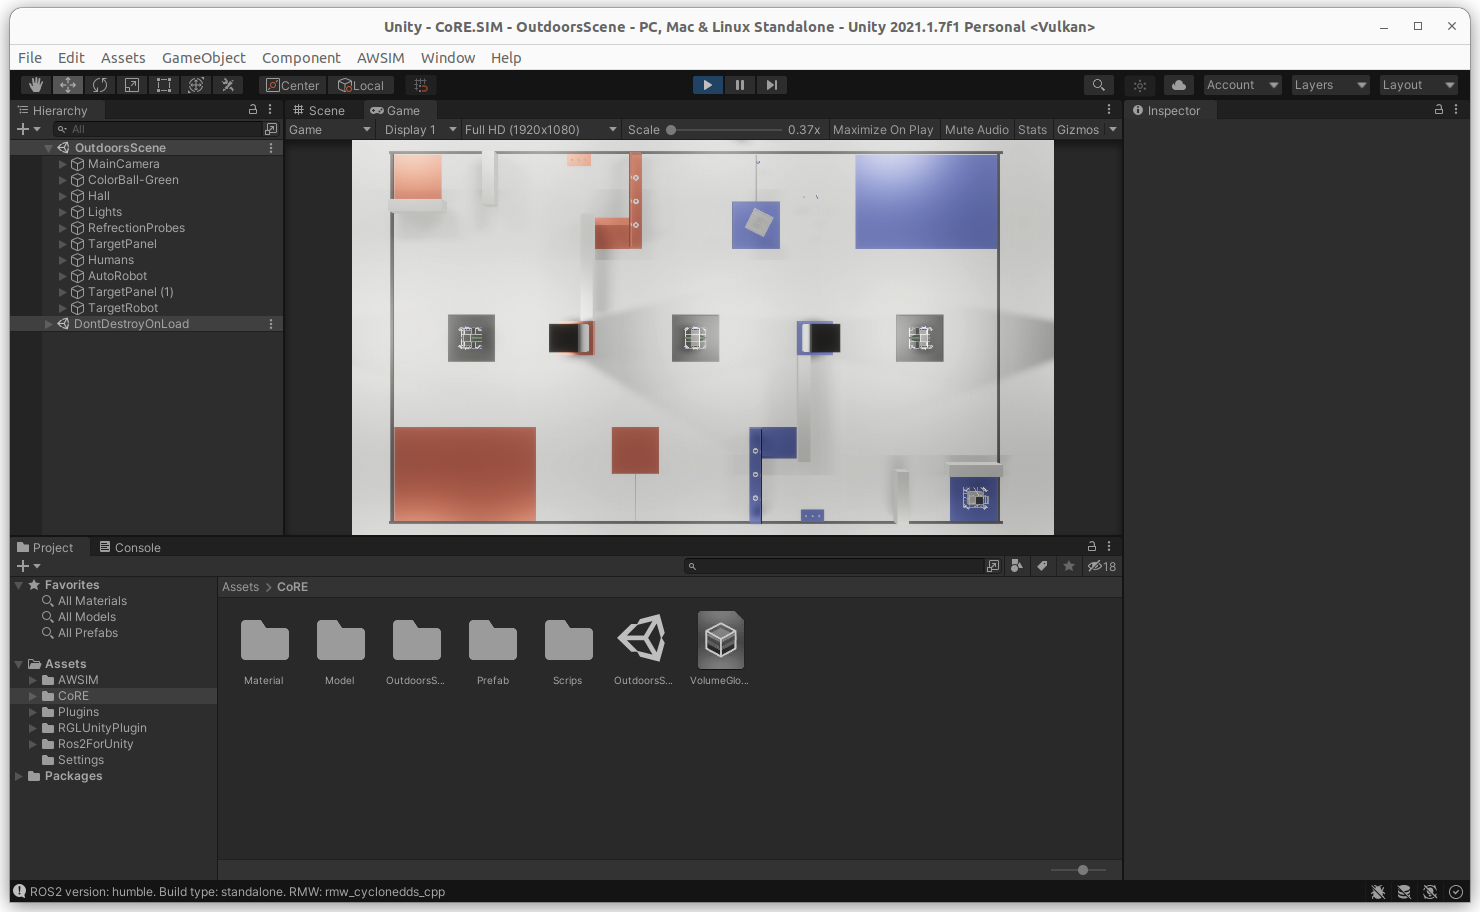 Unity - CoRE.SIM - OutdoorsScene - PC, Mac & Linux Standalone - Unity 2021.1.7f1 Personal <Vulkan>
File Edit Assets GameObject Component AWSIM Window Help
Center Local Account Layers Layout
Hierarchy
All
OutdoorsScene
MainCamera
ColorBall-Green
Hall
Lights
RefrectionProbes
TargetPanel
Humans
AutoRobot
TargetPanel (1)
TargetRobot
DontDestroyOnLoad
Scene Game
Game Display 1 Full HD (1920x1080) Scale 0.37x Maximize On Play Mute Audio Stats Gizmos
Inspector
Project Console
18
Favorites
All Materials
All Models
All Prefabs
Assets
AWSIM
CoRE
Plugins
RGLUnityPlugin
Ros2ForUnity
Settings
Packages
Assets > CoRE
Material Model OutdoorsS... Prefab Scrips OutdoorsS... VolumeGlo...
ROS2 version: humble. Build type: standalone. RMW: rmw_cyclonedds_cpp